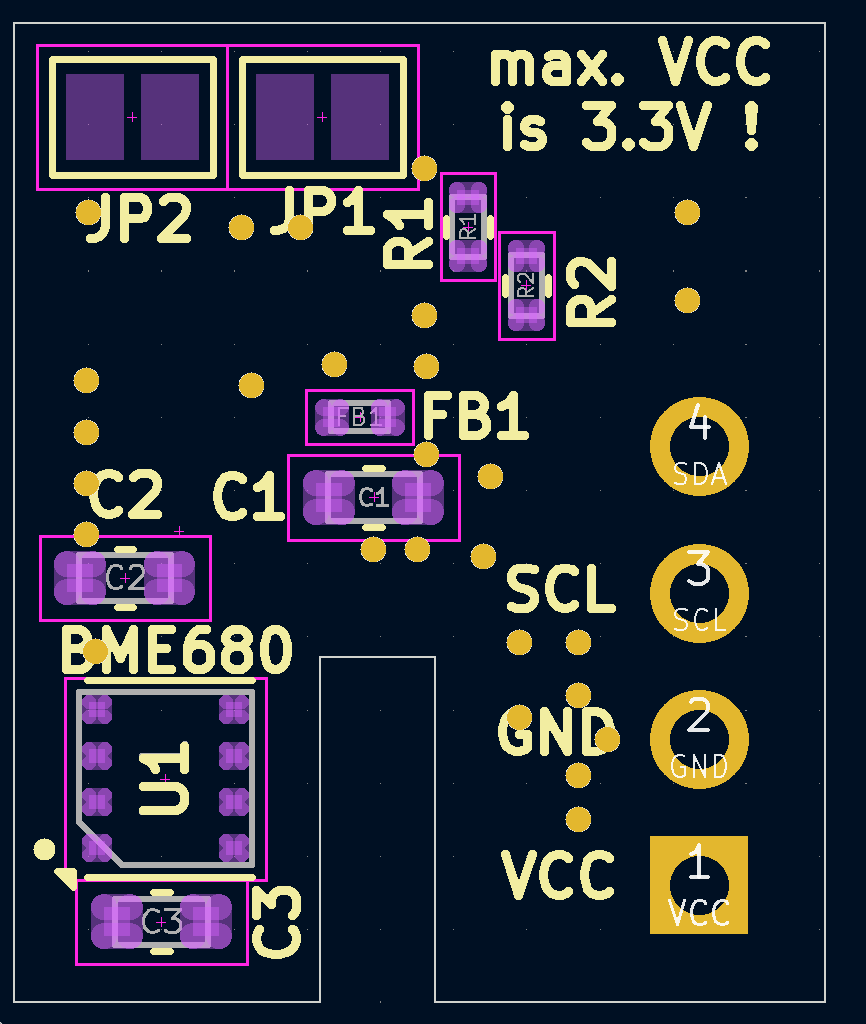 max. VCC
is 3.3V !
JP2
JP1
R1
R1
R2
R2
FB1
FB1
4
SDA
C2
C1
C1
C2
3
SCL
SCL
BME680
2
GND
GND
U1
1
VCC
VCC
C3
C3